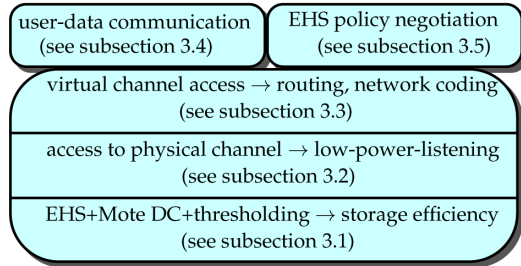 user-data communication
(see subsection 3.4)
EHS policy negotiation
(see subsection 3.5)
virtual channel access → routing, network coding
(see subsection 3.3)
access to physical channel → low-power-listening
(see subsection 3.2)
EHS+Mote DC+thresholding → storage efficiency
(see subsection 3.1)